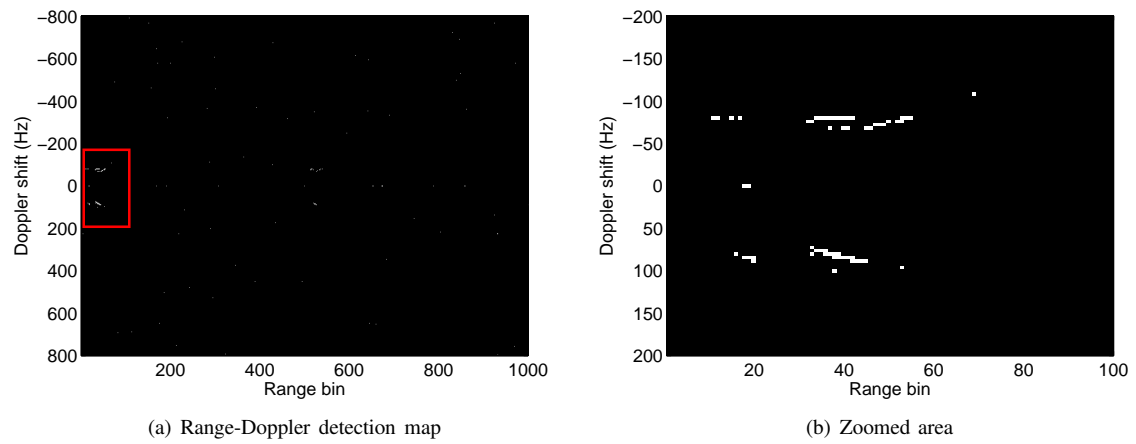 −800
−600
−400
−200
0
200
400
600
800
Doppler shift (Hz)
200 400 600 800 1000
Range bin
(a) Range-Doppler detection map
−200
−150
−100
−50
0
50
100
150
200
Doppler shift (Hz)
20 40 60 80 100
Range bin
(b) Zoomed area